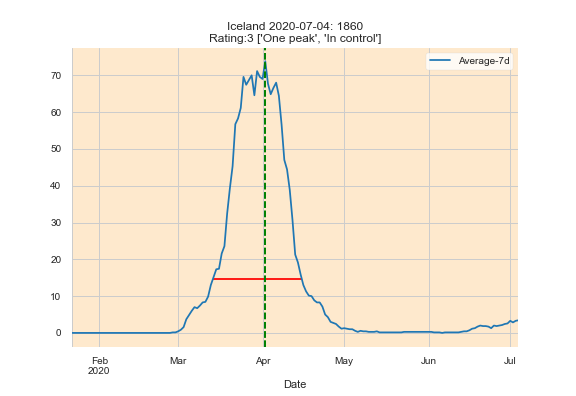 Iceland 2020-07-04: 1860
Rating:3 ['One peak', 'In control']
Average-7d
70
60
50
40
30
20
10
0
Feb
2020
Mar
Apr
May
Jun
Jul
Date